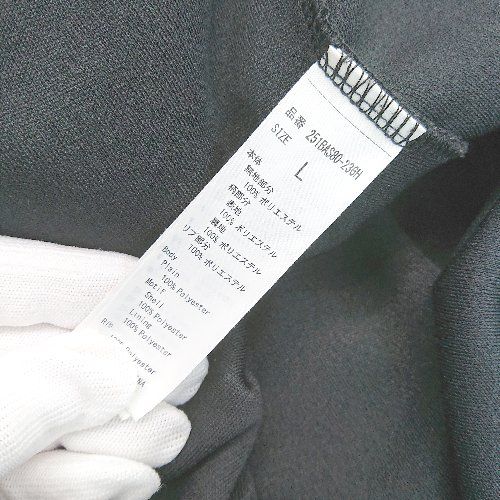 品番 251BAS80-236H
SIZE L
本体
無地部分
100% ポリエステル
柄部分
表地
100% ポリエステル
裏地
100% ポリエステル
リブ部分
100% ポリエステル
Body
Plain
100% Polyester
Motif
Shell
100% Polyester
Lining
100% Polyester
Rib